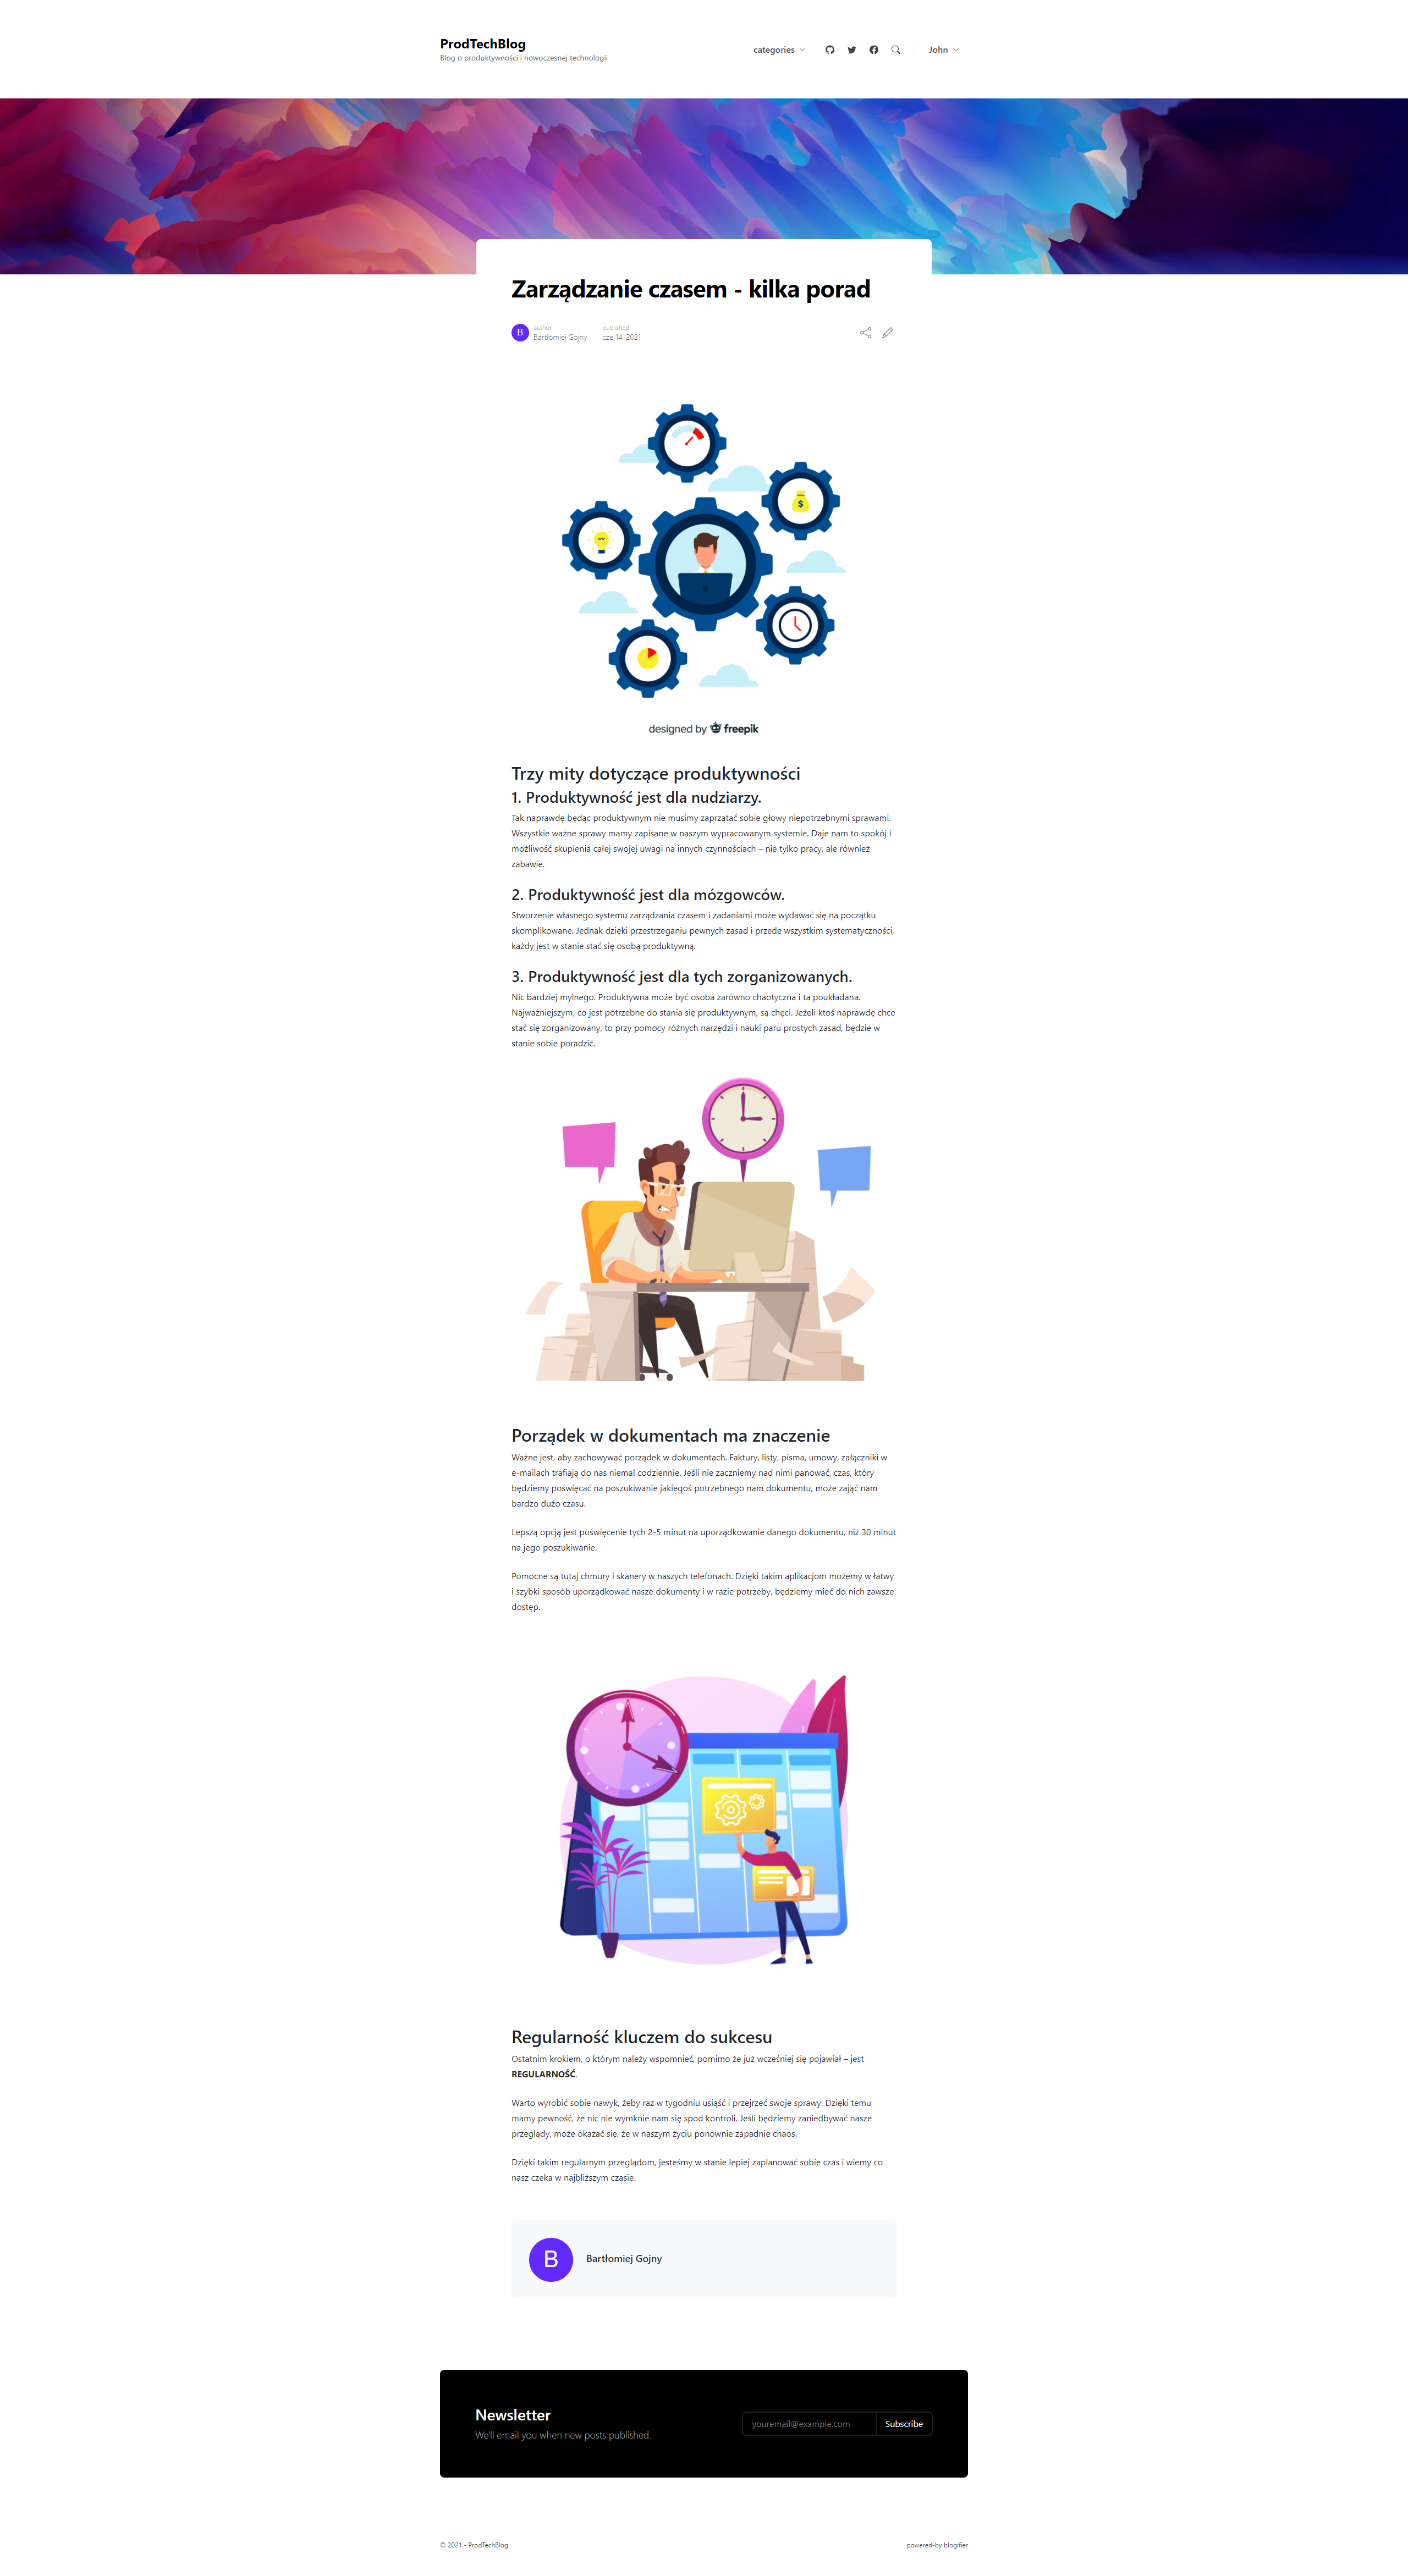 ProdTechBlog
Blog o produktywności i nowoczesnej technologii
categories
John
Zarządzanie czasem - kilka porad
B
author
Bartłomiej Gojny
published
cze 14, 2021
$
designed by freepik
Trzy mity dotyczące produktywności
1. Produktywność jest dla nudziarzy.
Tak naprawdę będąc produktywnym nie musimy zaprzątać sobie głowy niepotrzebnymi sprawami.
Wszystkie ważne sprawy mamy zapisane w naszym wypracowanym systemie. Daje nam to spokój i
możliwość skupienia całej swojej uwagi na innych czynnościach – nie tylko pracy, ale również
zabawie.
2. Produktywność jest dla mózgowców.
Stworzenie własnego systemu zarządzania czasem i zadaniami może wydawać się na początku
skomplikowane. Jednak dzięki przestrzeganiu pewnych zasad i przede wszystkim systematyczności,
każdy jest w stanie stać się osobą produktywną.
3. Produktywność jest dla tych zorganizowanych.
Nic bardziej mylnego. Produktywna może być osoba zarówno chaotyczna i ta poukładana.
Najważniejszym, co jest potrzebne do stania się produktywnym, są chęci. Jeżeli ktoś naprawdę chce
stać się zorganizowany, to przy pomocy różnych narzędzi i nauki paru prostych zasad, będzie w
stanie sobie poradzić.
Porządek w dokumentach ma znaczenie
Ważne jest, aby zachowywać porządek w dokumentach. Faktury, listy, pisma, umowy, załączniki w
e-mailach trafiają do nas niemal codziennie. Jeśli nie zaczniemy nad nimi panować, czas, który
będziemy poświęcać na poszukiwanie jakiegoś potrzebnego nam dokumentu, może zająć nam
bardzo dużo czasu.
Lepszą opcją jest poświęcenie tych 2-5 minut na uporządkowanie danego dokumentu, niż 30 minut
na jego poszukiwanie.
Pomocne są tutaj chmury i skanery w naszych telefonach. Dzięki takim aplikacjom możemy w łatwy
i szybki sposób uporządkować nasze dokumenty i w razie potrzeby, będziemy mieć do nich zawsze
dostęp.
Regularność kluczem do sukcesu
Ostatnim krokiem, o którym należy wspomnieć, pomimo że już wcześniej się pojawiał – jest
REGULARNOŚĆ.
Warto wyrobić sobie nawyk, żeby raz w tygodniu usiąść i przejrzeć swoje sprawy. Dzięki temu
mamy pewność, że nic nie wymknie nam się spod kontroli. Jeśli będziemy zaniedbywać nasze
przeglądy, może okazać się, że w naszym życiu ponownie zapadnie chaos.
Dzięki takim regularnym przeglądom, jesteśmy w stanie lepiej zaplanować sobie czas i wiemy co
nasz czeka w najbliższym czasie.
B
Bartłomiej Gojny
Newsletter
We'll email you when new posts published.
youremail@example.com
Subscribe
© 2021 - ProdTechBlog
powered-by blogifier